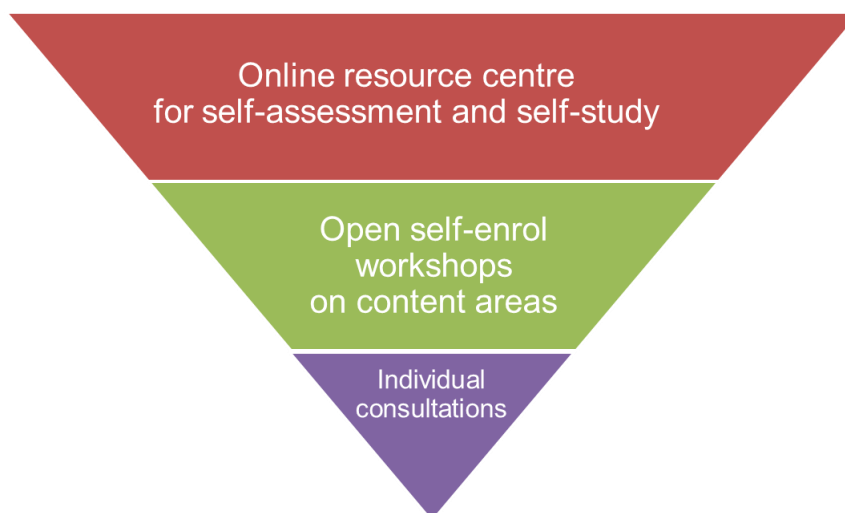 Online resource centre
for self-assessment and self-study
Open self-enrol
workshops
on content areas
Individual
consultations